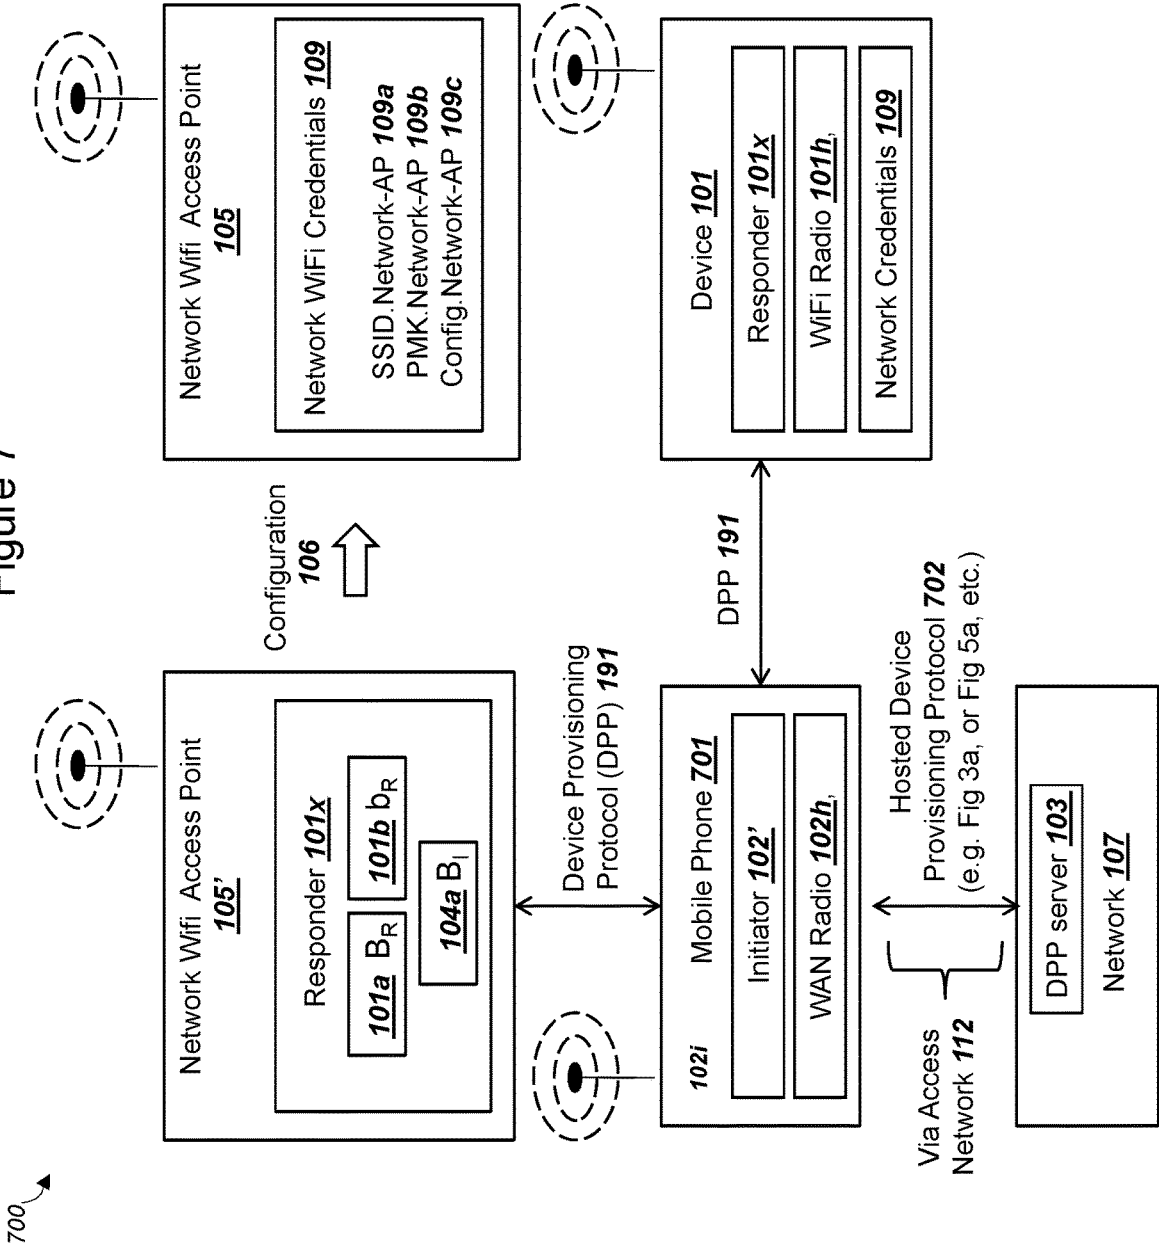 700
Figure 7
Network Wifi Access Point
105'
Responder 101x
101a BR
101b bR
104a BI
Configuration
106
Network Wifi Access Point
105
Network WiFi Credentials 109
SSID.Network-AP 109a
PMK.Network-AP 109b
Config.Network-AP 109c
Device Provisioning
Protocol (DPP) 191
102i
Mobile Phone 701
Initiator 102'
WAN Radio 102h,
DPP 191
Device 101
Responder 101x
WiFi Radio 101h,
Network Credentials 109
Via Access
Network 112
Hosted Device
Provisioning Protocol 702
(e.g. Fig 3a, or Fig 5a, etc.)
DPP server 103
Network 107